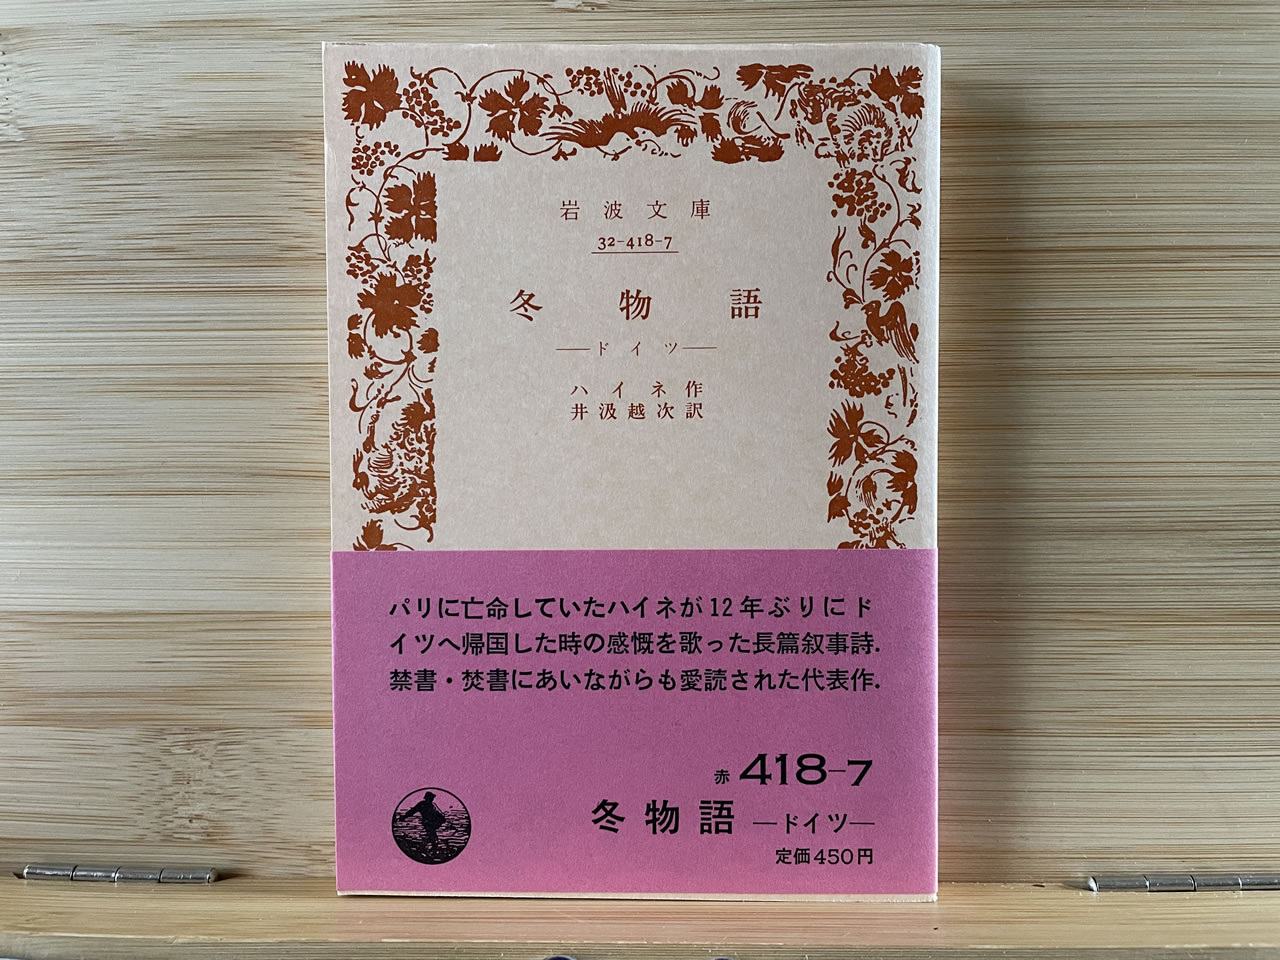 岩波文庫
32-418-7
冬物語
—ドイツ—
ハイネ作
井汲越次訳
パリに亡命していたハイネが12年ぶりにド
イツへ帰国した時の感慨を歌った長篇叙事詩.
禁書・焚書にあいながらも愛読された代表作.
赤 418-7
冬物語 —ドイツ—
定価450円